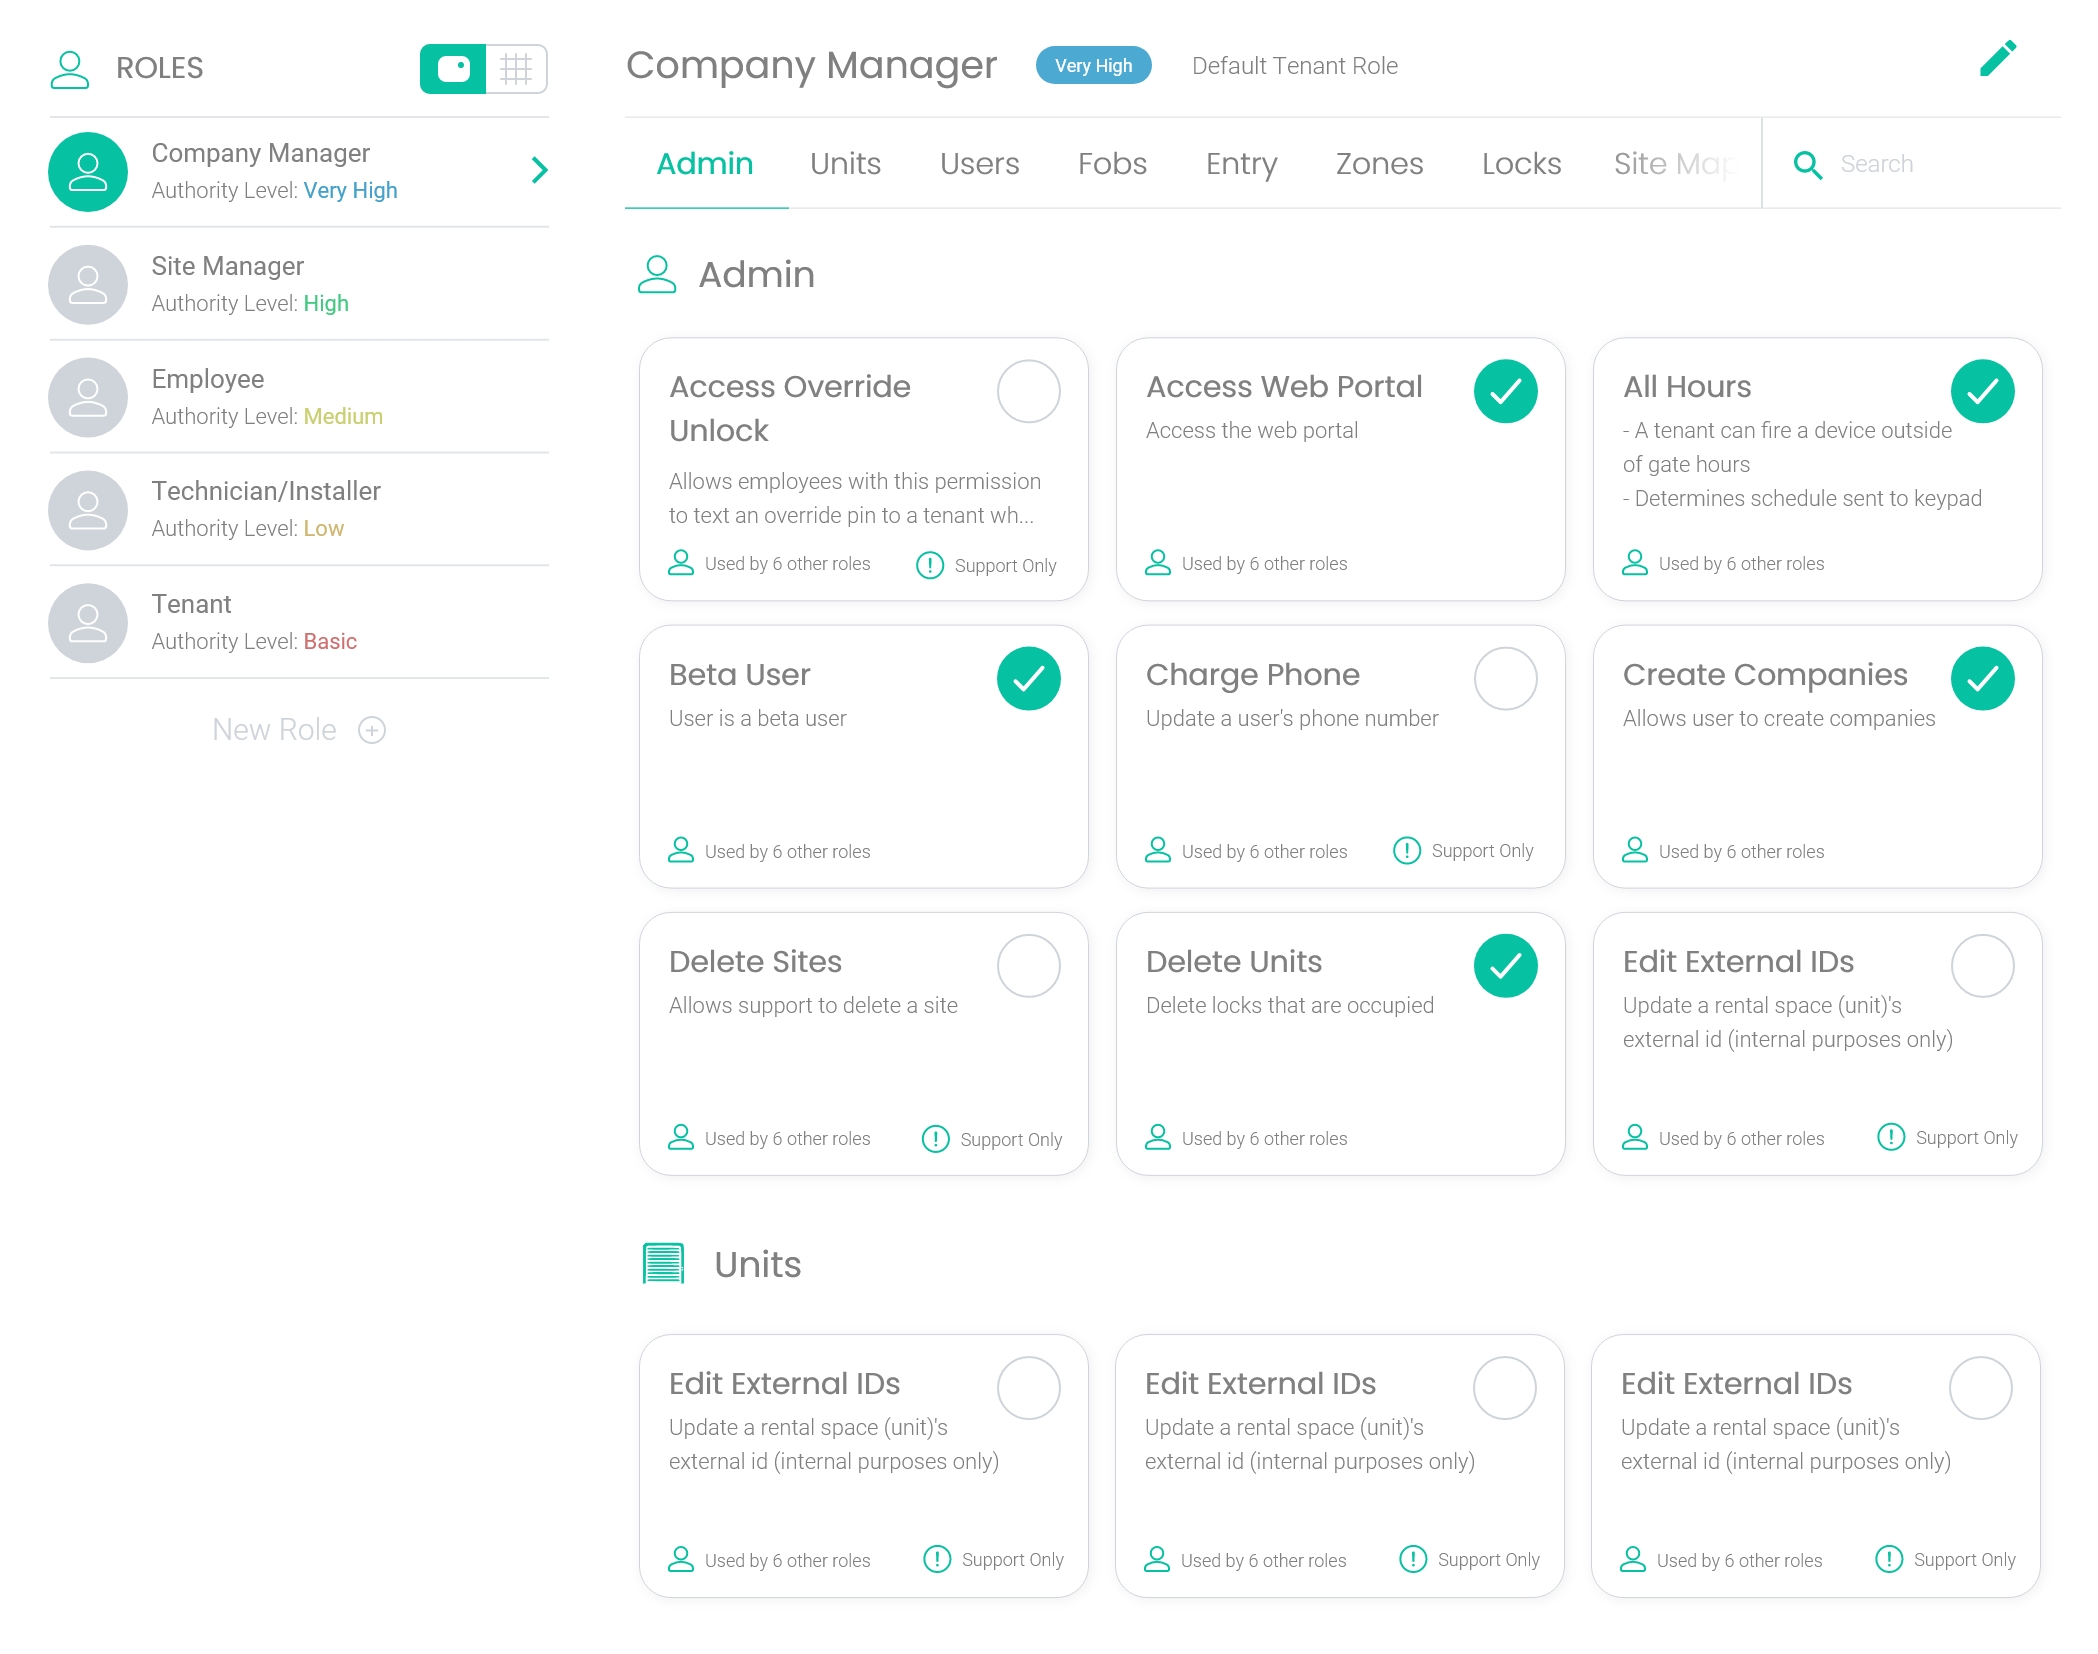 ROLES
Company Manager
Authority Level: Very High
Site Manager
Authority Level: High
Employee
Authority Level: Medium
Technician/Installer
Authority Level: Low
Tenant
Authority Level: Basic
New Role
Company Manager Very High Default Tenant Role
Admin Units Users Fobs Entry Zones Locks Site Map Search
Admin
Access Override
Unlock
Allows employees with this permission
to text an override pin to a tenant wh...
Used by 6 other roles Support Only
Access Web Portal
Access the web portal
Used by 6 other roles
All Hours
- A tenant can fire a device outside
of gate hours
- Determines schedule sent to keypad
Used by 6 other roles
Beta User
User is a beta user
Used by 6 other roles
Charge Phone
Update a user's phone number
Used by 6 other roles Support Only
Create Companies
Allows user to create companies
Used by 6 other roles
Delete Sites
Allows support to delete a site
Used by 6 other roles Support Only
Delete Units
Delete locks that are occupied
Used by 6 other roles
Edit External IDs
Update a rental space (unit)'s
external id (internal purposes only)
Used by 6 other roles Support Only
Units
Edit External IDs
Update a rental space (unit)'s
external id (internal purposes only)
Used by 6 other roles Support Only
Edit External IDs
Update a rental space (unit)'s
external id (internal purposes only)
Used by 6 other roles Support Only
Edit External IDs
Update a rental space (unit)'s
external id (internal purposes only)
Used by 6 other roles Support Only